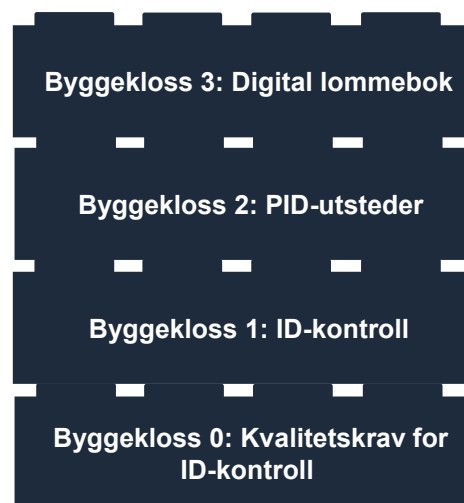 Byggekloss 3: Digital lommebok
Byggekloss 2: PID-utsteder
Byggekloss 1: ID-kontroll
Byggekloss 0: Kvalitetskrav for
ID-kontroll